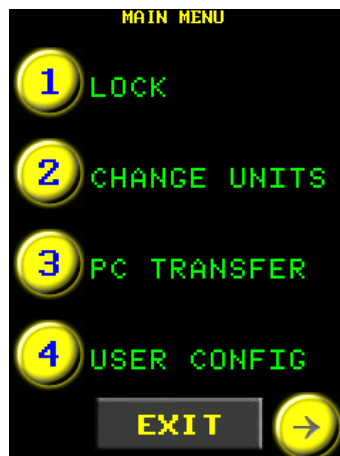 MAIN MENU
1 LOCK
2 CHANGE UNITS
3 PC TRANSFER
4 USER CONFIG
EXIT